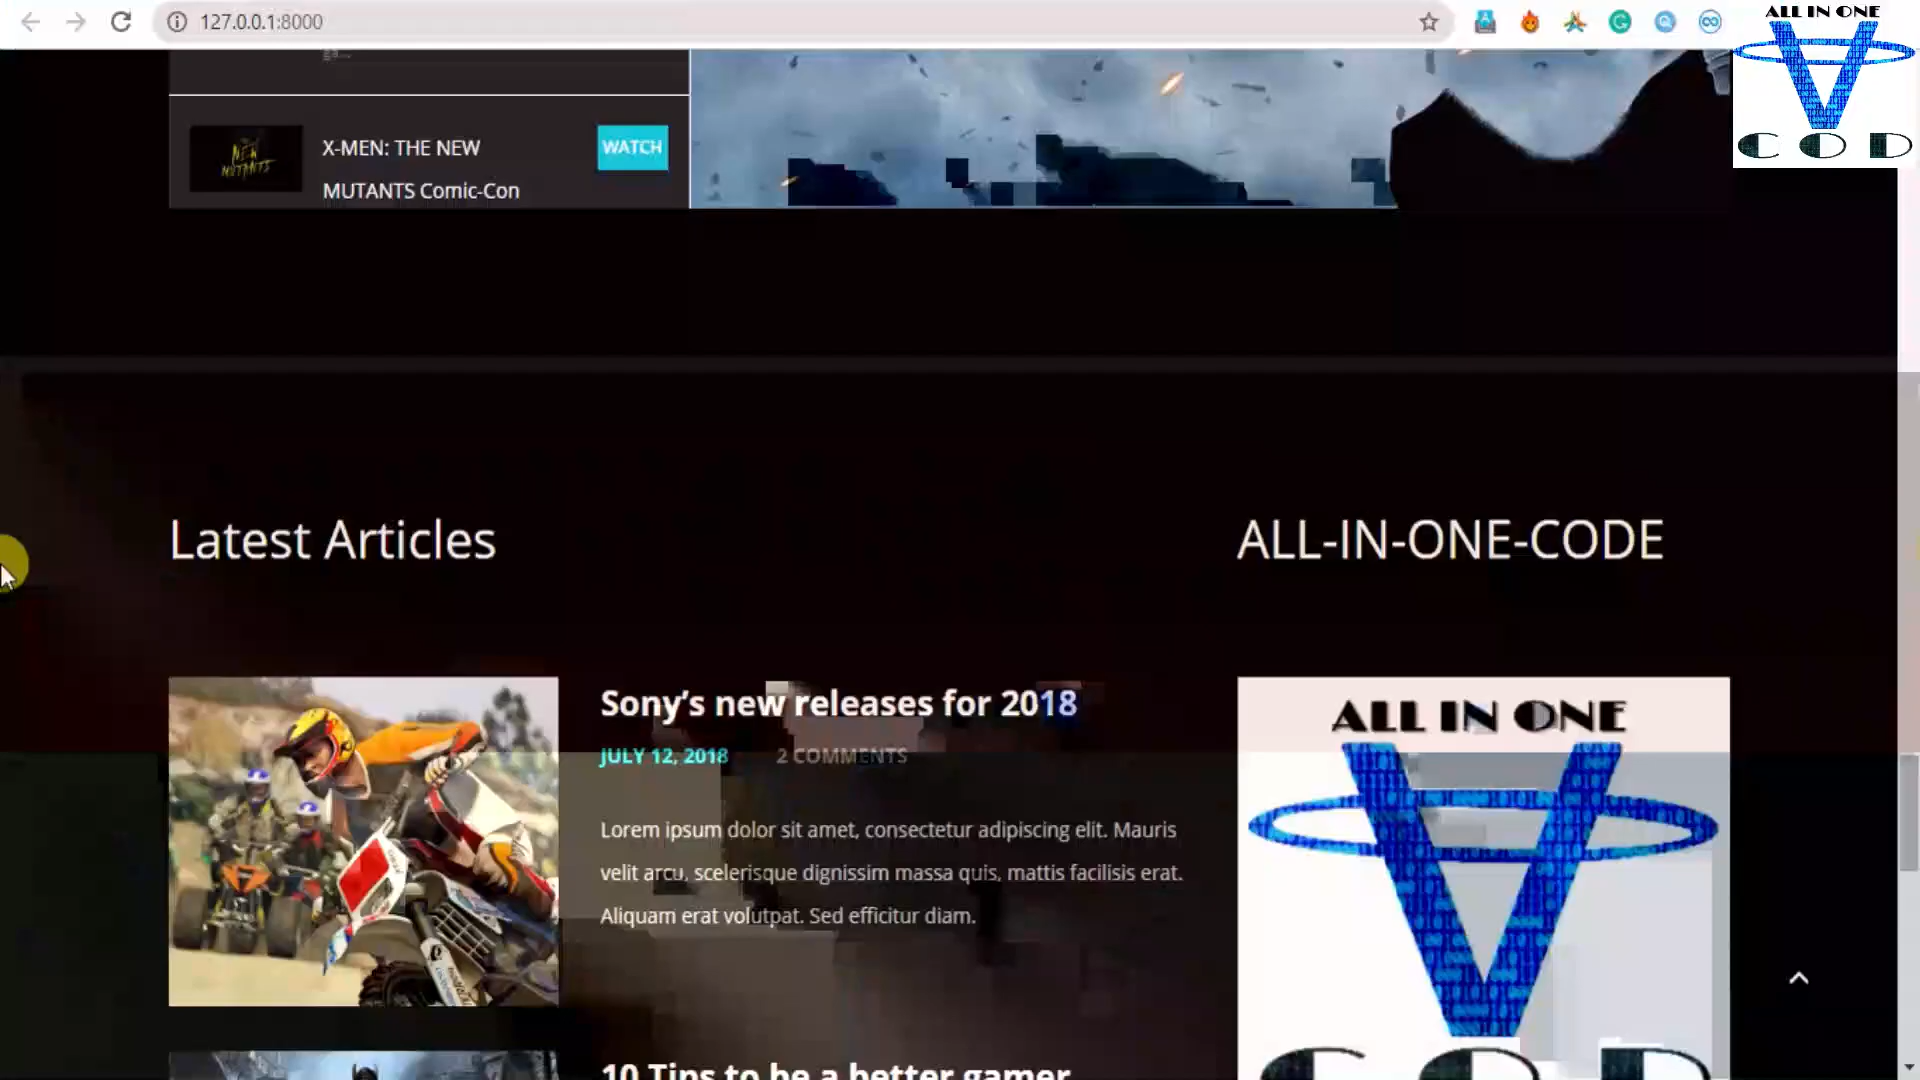 127.0.0.1:8000
ALL IN ONE
C O D
X-MEN: THE NEW
MUTANTS Comic-Con
WATCH
NEW
MUTANTS
Latest Articles
ALL-IN-ONE-CODE
Sony’s new releases for 2018
JULY 12, 2018
2 COMMENTS
Lorem ipsum dolor sit amet, consectetur adipiscing elit. Mauris
velit arcu, scelerisque dignissim massa quis, mattis facilisis erat.
Aliquam erat volutpat. Sed efficitur diam.
ALL IN ONE
C O D
10 Tips to be a better gamer